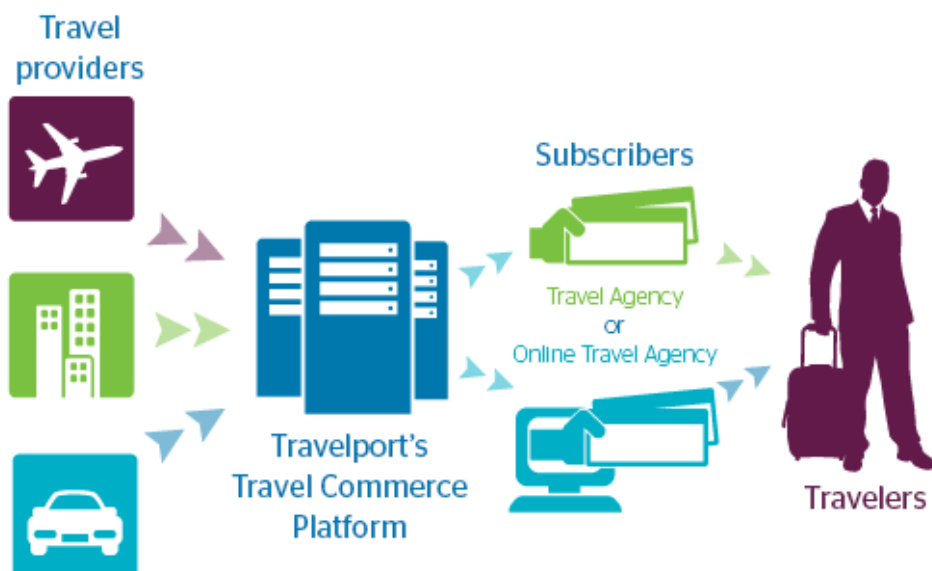 Travel
providers
Subscribers
Travel Agency
or
Online Travel Agency
Travelport's
Travel Commerce
Platform
Travelers